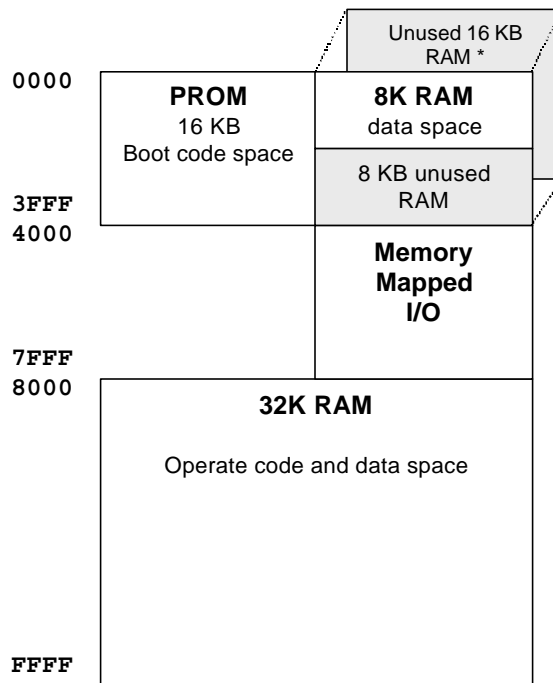 Unused 16 KB
RAM *
0000
PROM
16 KB
Boot code space
8K RAM
data space
8 KB unused
RAM
3FFF
4000
Memory
Mapped
I/O
7FFF
8000
32K RAM
Operate code and data space
FFFF